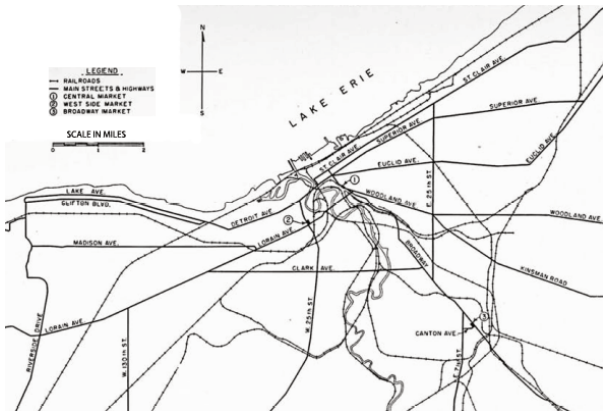 LEGEND
RAILROADS
MAIN STREETS & HIGHWAYS
① CENTRAL MARKET
② WEST SIDE MARKET
③ BROADWAY MARKET
SCALE IN MILES
0 1 2
N
W E
S
LAKE ERIE
ST CLAIR AVE.
SUPERIOR AVE.
EUCLID AVE.
ST CLAIR AVE.
SUPERIOR AVE.
EUCLID AVE.
①
WOODLAND AVE.
WOODLAND AVE.
LAKE AVE.
CLIFTON BLVD.
DETROIT AVE
②
LORAIN AVE.
MADISON AVE.
BROADWAY
CLARK AVE.
KINSMAN ROAD
LORAIN AVE.
RIVERSIDE DRIVE
W. 130th ST.
W. 25th ST.
CANTON AVE.
③